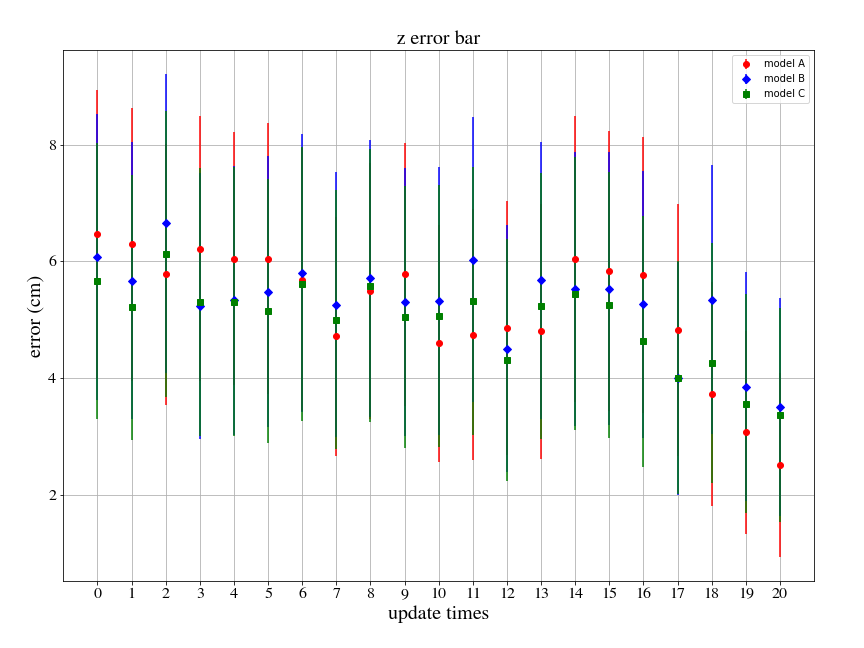 z error bar
model A
model B
model C
error (cm)
8
6
4
2
0 1 2 3 4 5 6 7 8 9 10 11 12 13 14 15 16 17 18 19 20
update times